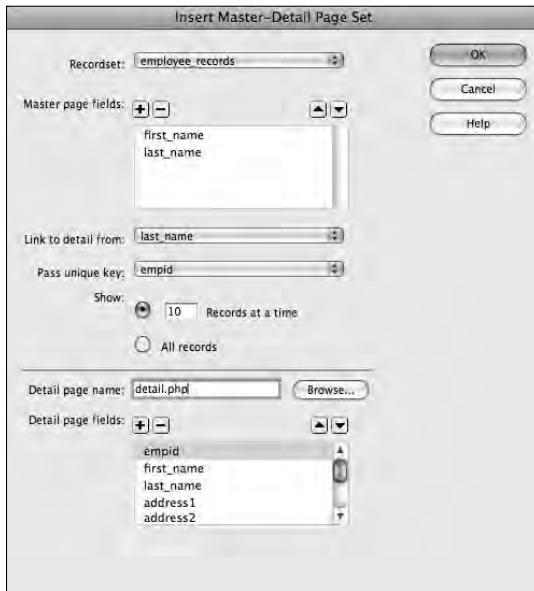 Insert Master-Detail Page Set
Recordset: employee_records
OK
Cancel
Help
Master page fields: + −
first_name
last_name
Link to detail from: last_name
Pass unique key: empid
Show: 10 Records at a time
All records
Detail page name: detail.php Browse...
Detail page fields: + −
empid
first_name
last_name
address1
address2